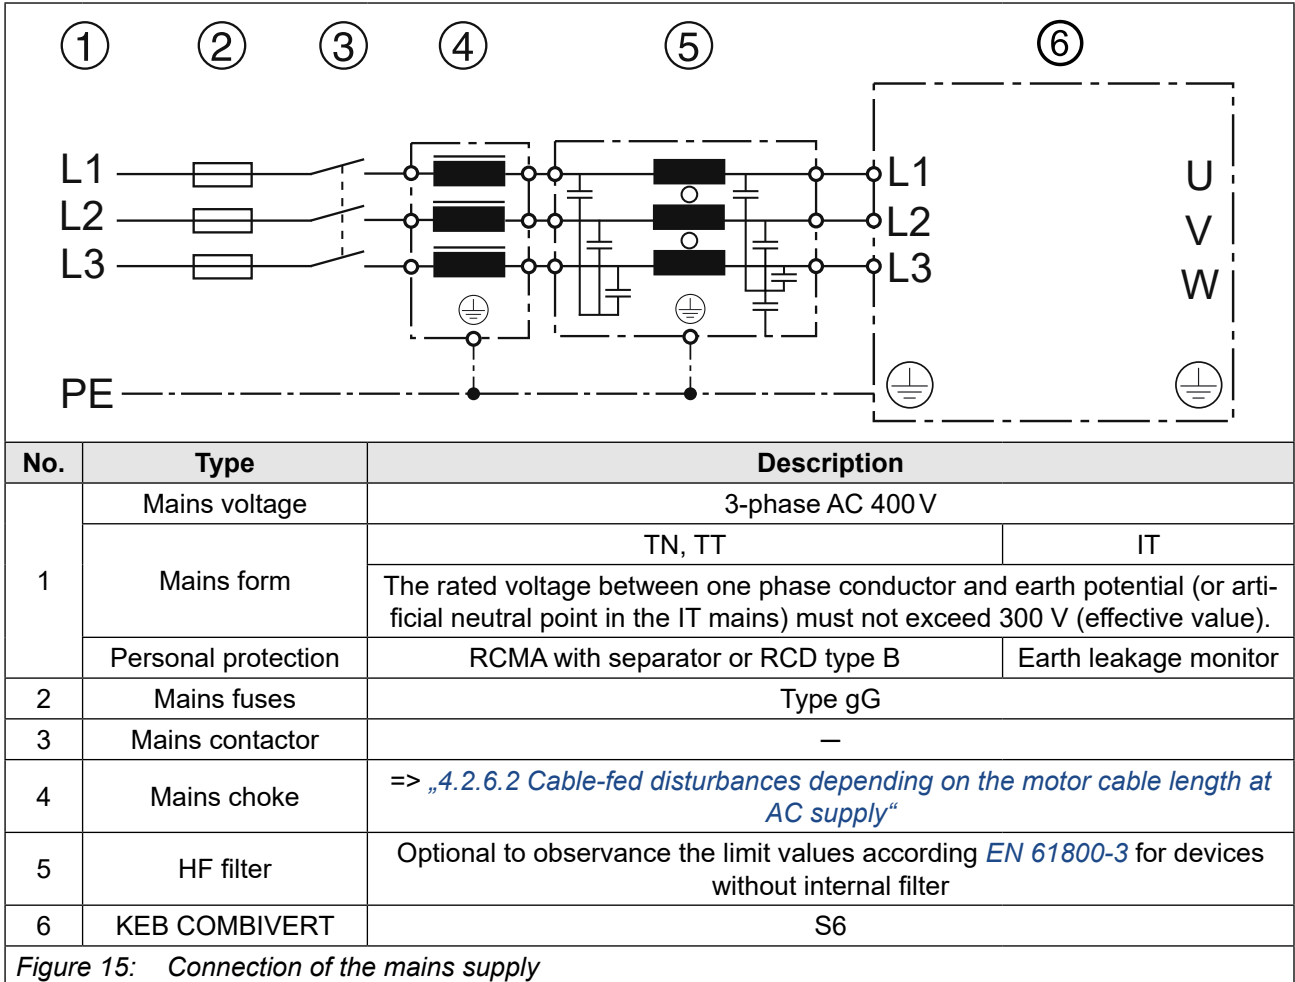 1 2 3 4 5 6
L1 L1 U
L2 L2 V
L3 L3 W
PE
No. Type Description
1 Mains voltage 3-phase AC 400 V
Mains form TN, TT IT
The rated voltage between one phase conductor and earth potential (or arti-
ficial neutral point in the IT mains) must not exceed 300 V (effective value).
Personal protection RCMA with separator or RCD type B Earth leakage monitor
2 Mains fuses Type gG
3 Mains contactor –
4 Mains choke => „4.2.6.2 Cable-fed disturbances depending on the motor cable length at
AC supply“
5 HF filter Optional to observance the limit values according EN 61800-3 for devices
without internal filter
6 KEB COMBIVERT S6
Figure 15: Connection of the mains supply